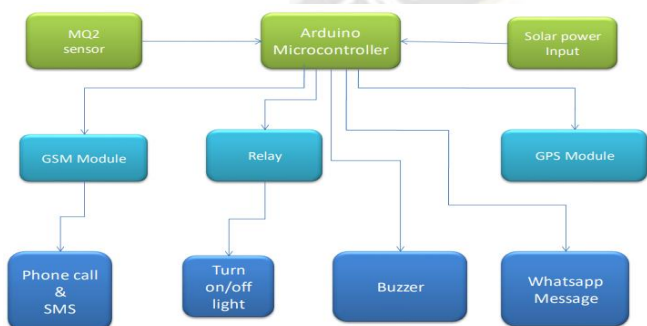 MQ2
sensor
Arduino
Microcontroller
Solar power
Input
GSM Module
Relay
GPS Module
Phone call
&
SMS
Turn
on/off
light
Buzzer
Whatsapp
Message